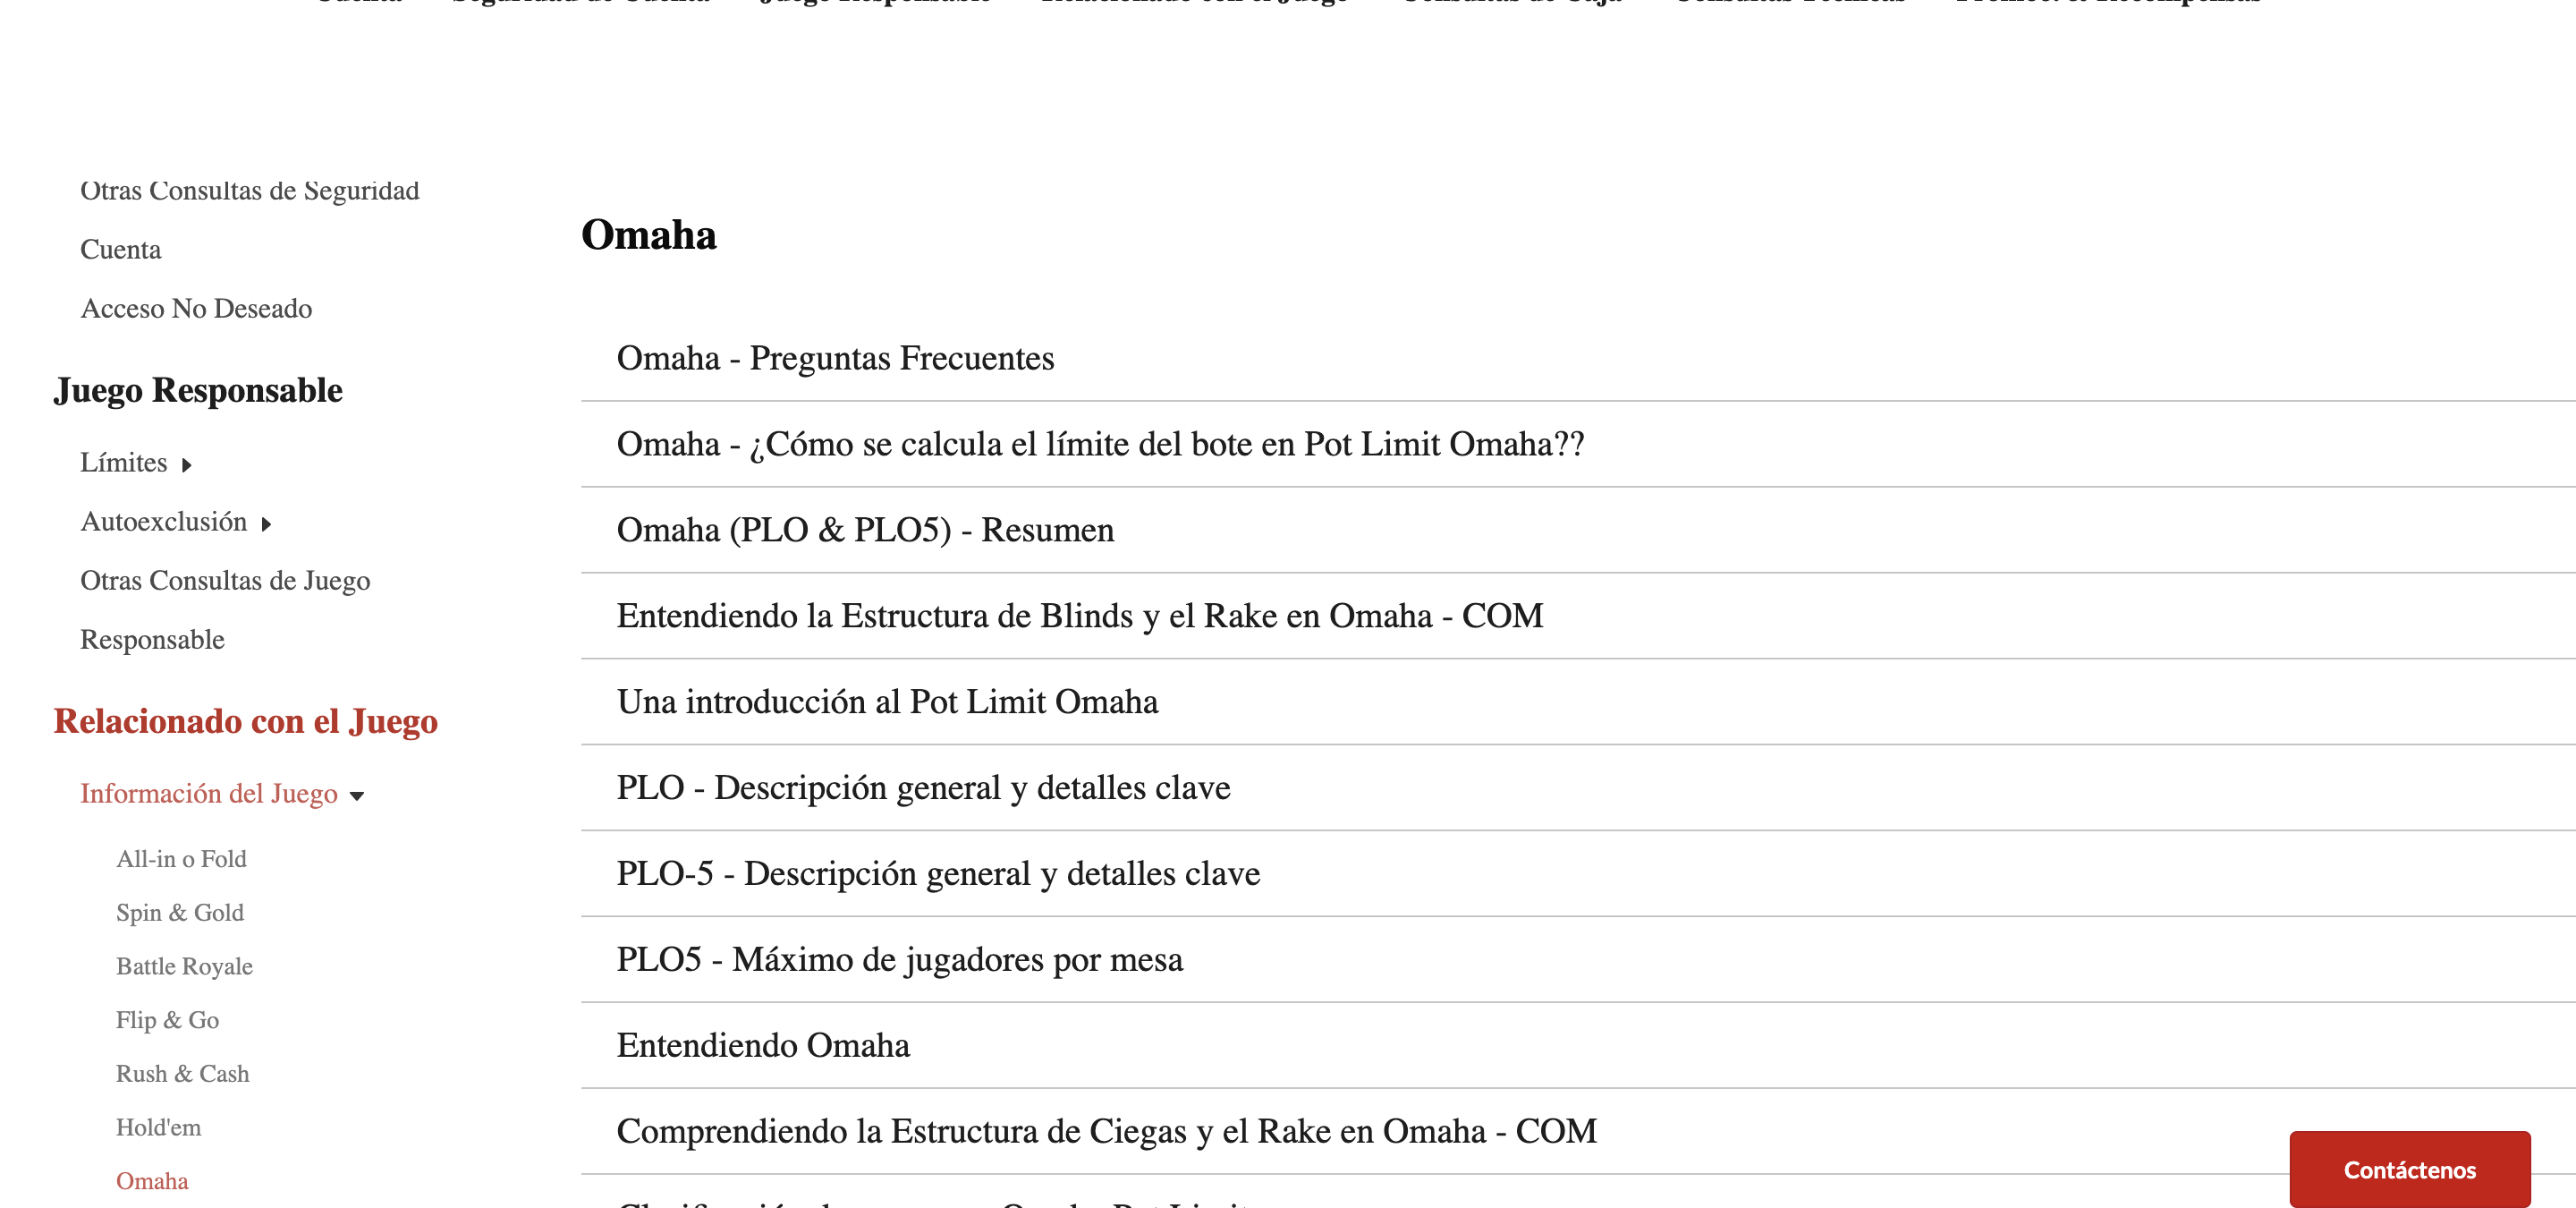 Otras Consultas de Seguridad
Cuenta
Acceso No Deseado
Juego Responsable
Límites
Autoexclusión
Otras Consultas de Juego
Responsable
Relacionado con el Juego
Información del Juego
All-in o Fold
Spin & Gold
Battle Royale
Flip & Go
Rush & Cash
Hold'em
Omaha
Omaha
Omaha - Preguntas Frecuentes
Omaha - ¿Cómo se calcula el límite del bote en Pot Limit Omaha??
Omaha (PLO & PLO5) - Resumen
Entendiendo la Estructura de Blinds y el Rake en Omaha - COM
Una introducción al Pot Limit Omaha
PLO - Descripción general y detalles clave
PLO-5 - Descripción general y detalles clave
PLO5 - Máximo de jugadores por mesa
Entendiendo Omaha
Comprendiendo la Estructura de Ciegas y el Rake en Omaha - COM
Contáctenos